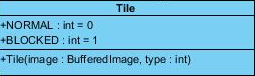 Tile
+NORMAL : int = 0
+BLOCKED : int = 1
+Tile(image : BufferedImage, type : int)